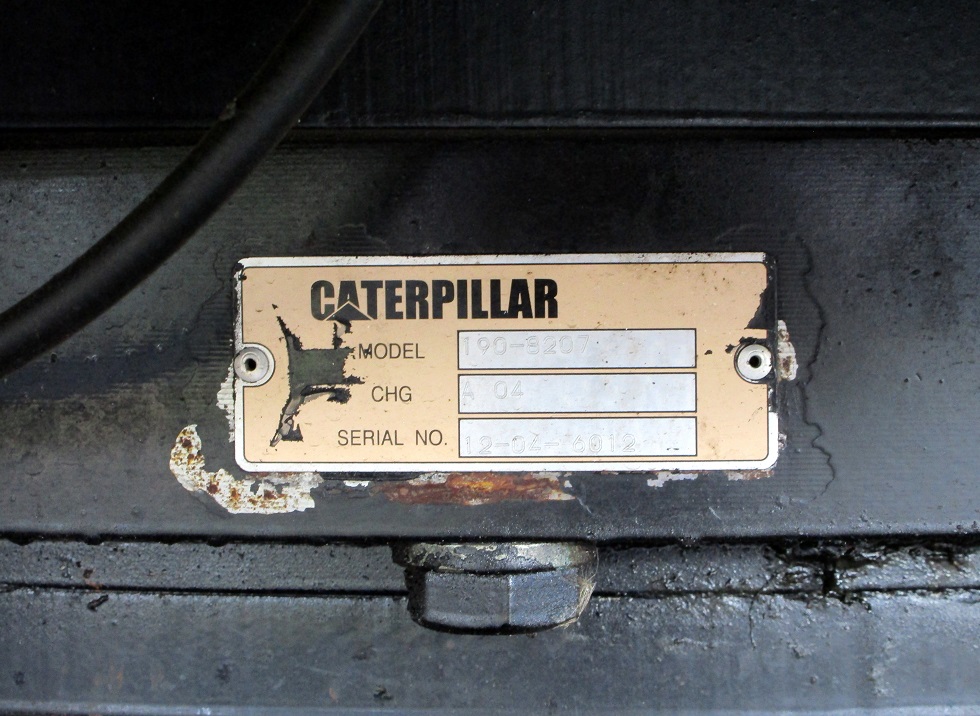 CATERPILLAR
MODEL 190-8207
CHG A 04
SERIAL NO. 12-04-6012